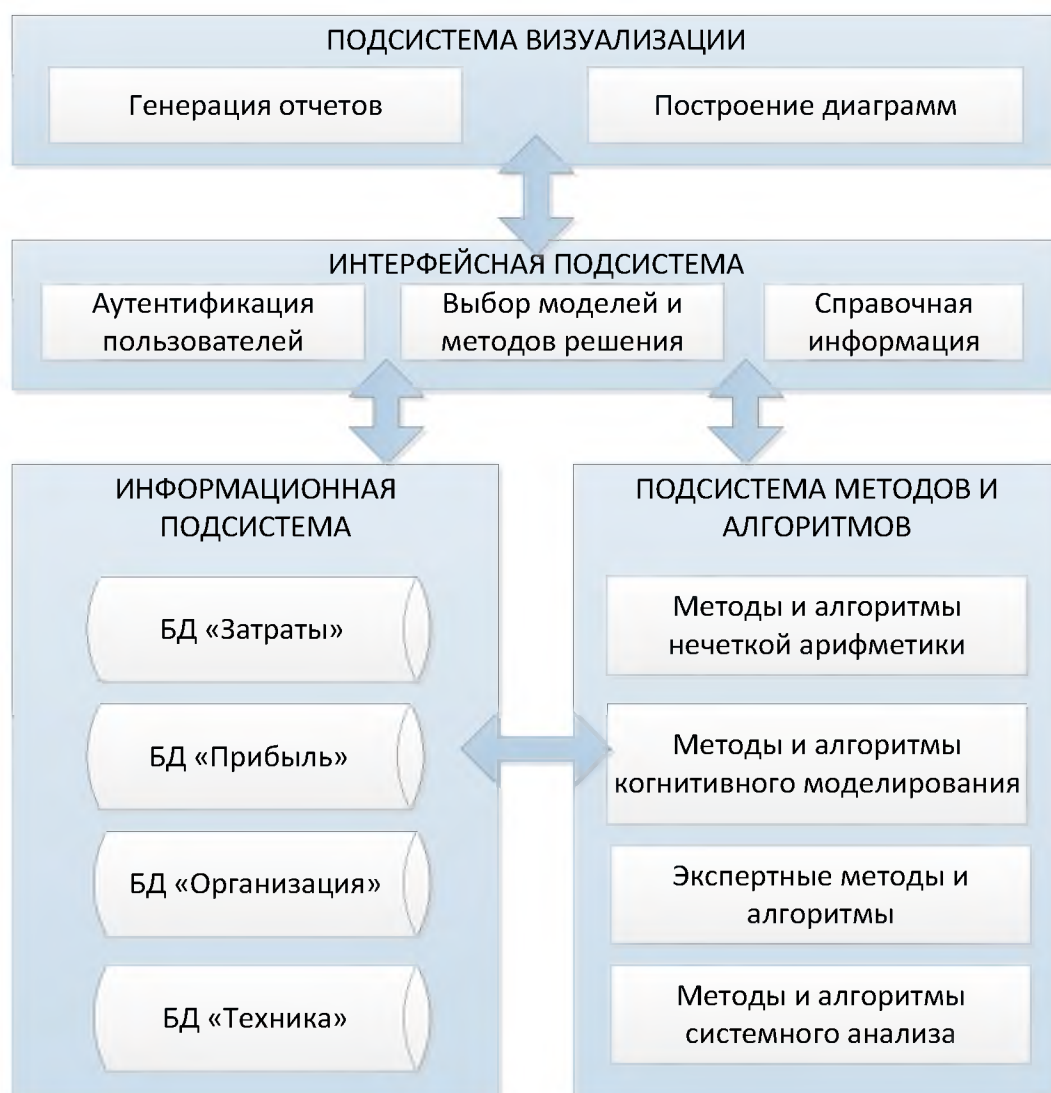 ПОДСИСТЕМА ВИЗУАЛИЗАЦИИ
Генерация отчетов
Построение диаграмм
ИНТЕРФЕЙСНАЯ ПОДСИСТЕМА
Аутентификация
пользователей
Выбор моделей и
методов решения
Справочная
информация
ИНФОРМАЦИОННАЯ
ПОДСИСТЕМА
БД «Затраты»
БД «Прибыль»
БД «Организация»
БД «Техника»
ПОДСИСТЕМА МЕТОДОВ И
АЛГОРИТМОВ
Методы и алгоритмы
нечеткой арифметики
Методы и алгоритмы
когнитивного моделирования
Экспертные методы и
алгоритмы
Методы и алгоритмы
системного анализа